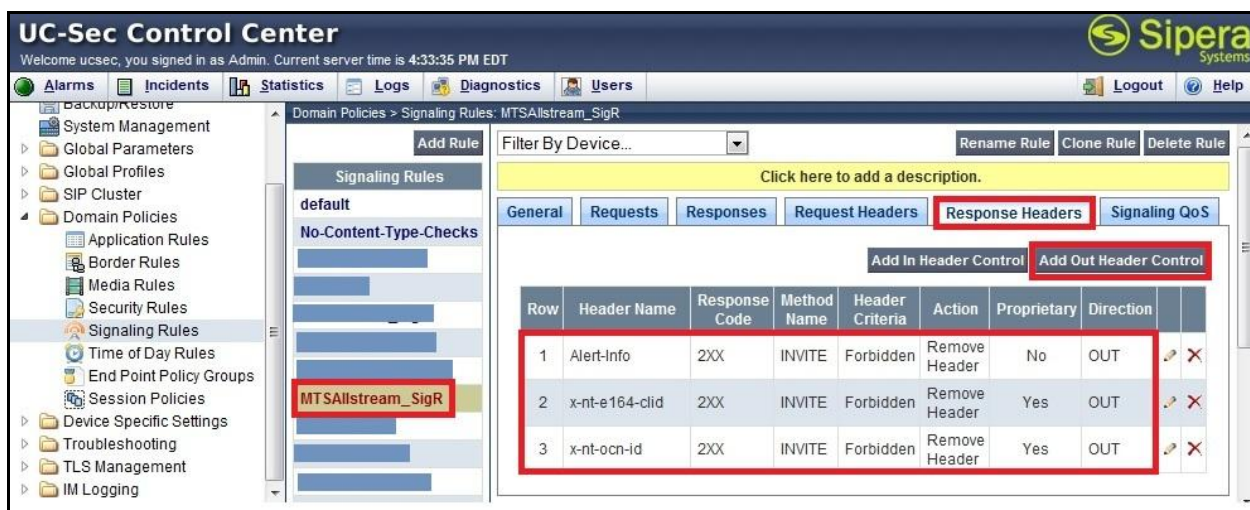 UC-Sec Control Center
Sipera
Systems
Welcome ucsec, you signed in as Admin. Current server time is 4:33:35 PM EDT
Alarms Incidents Statistics Logs Diagnostics Users Logout Help
Backup/Restore
System Management
Global Parameters
Global Profiles
SIP Cluster
Domain Policies
Application Rules
Border Rules
Media Rules
Security Rules
Signaling Rules
Time of Day Rules
End Point Policy Groups
Session Policies
Device Specific Settings
Troubleshooting
TLS Management
IM Logging
Domain Policies > Signaling Rules: MTSAllstream_SigR
Add Rule
Signaling Rules
default
No-Content-Type-Checks
MTSAllstream_SigR
Filter By Device...
Rename Rule Clone Rule Delete Rule
Click here to add a description.
General Requests Responses Request Headers Response Headers Signaling QoS
Add In Header Control Add Out Header Control
Row Header Name Response Code Method Name Header Criteria Action Proprietary Direction
1 Alert-Info 2XX INVITE Forbidden Remove Header No OUT
2 x-nt-e164-clid 2XX INVITE Forbidden Remove Header Yes OUT
3 x-nt-ocn-id 2XX INVITE Forbidden Remove Header Yes OUT